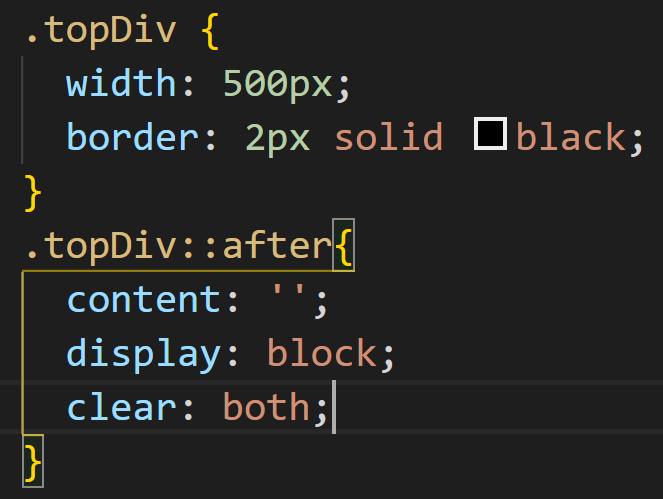 .topDiv {
  width: 500px;
  border: 2px solid black;
}
.topDiv::after{
  content: '';
  display: block;
  clear: both;
}